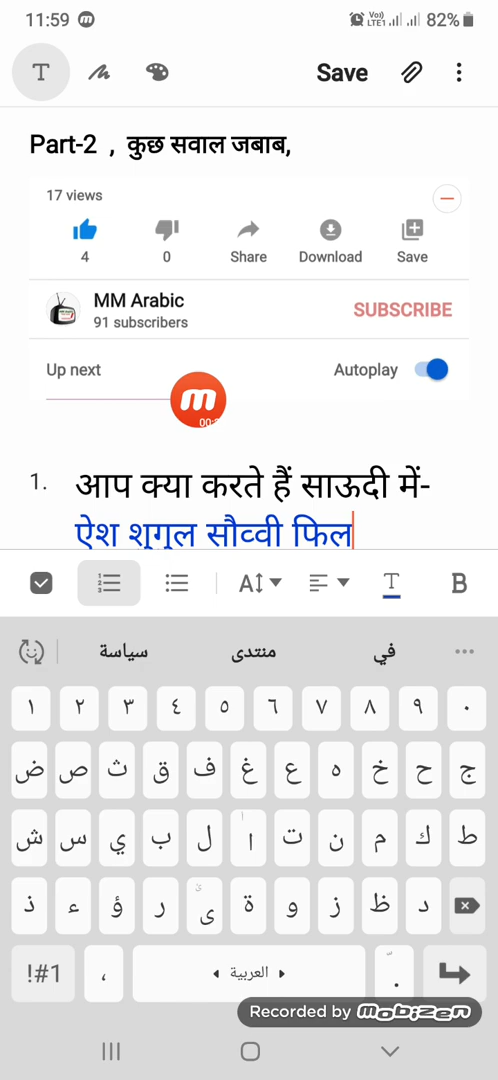 11:59 m Vo) LTE1 82%
T Save
Part-2 , कुछ सवाल जबाब,
17 views
4 0 Share Download Save
MM Arabic SUBSCRIBE
91 subscribers
Up next Autoplay
m
1. आप क्या करते हैं साऊदी में-
ऐश शुगुल सौव्वी फिल
A T B
سياسة منتدى في
١ ٢ ٣ ٤ ٥ ٦ ٧ ٨ ٩ ٠
ض ص ث ق ف غ ع ه خ ح ج
ش س ي ب ل ا ت ن م ك ط
ذ ء ؤ ر ى ة و ز ظ د
!#1 ، العربية .
Recorded by mobizen